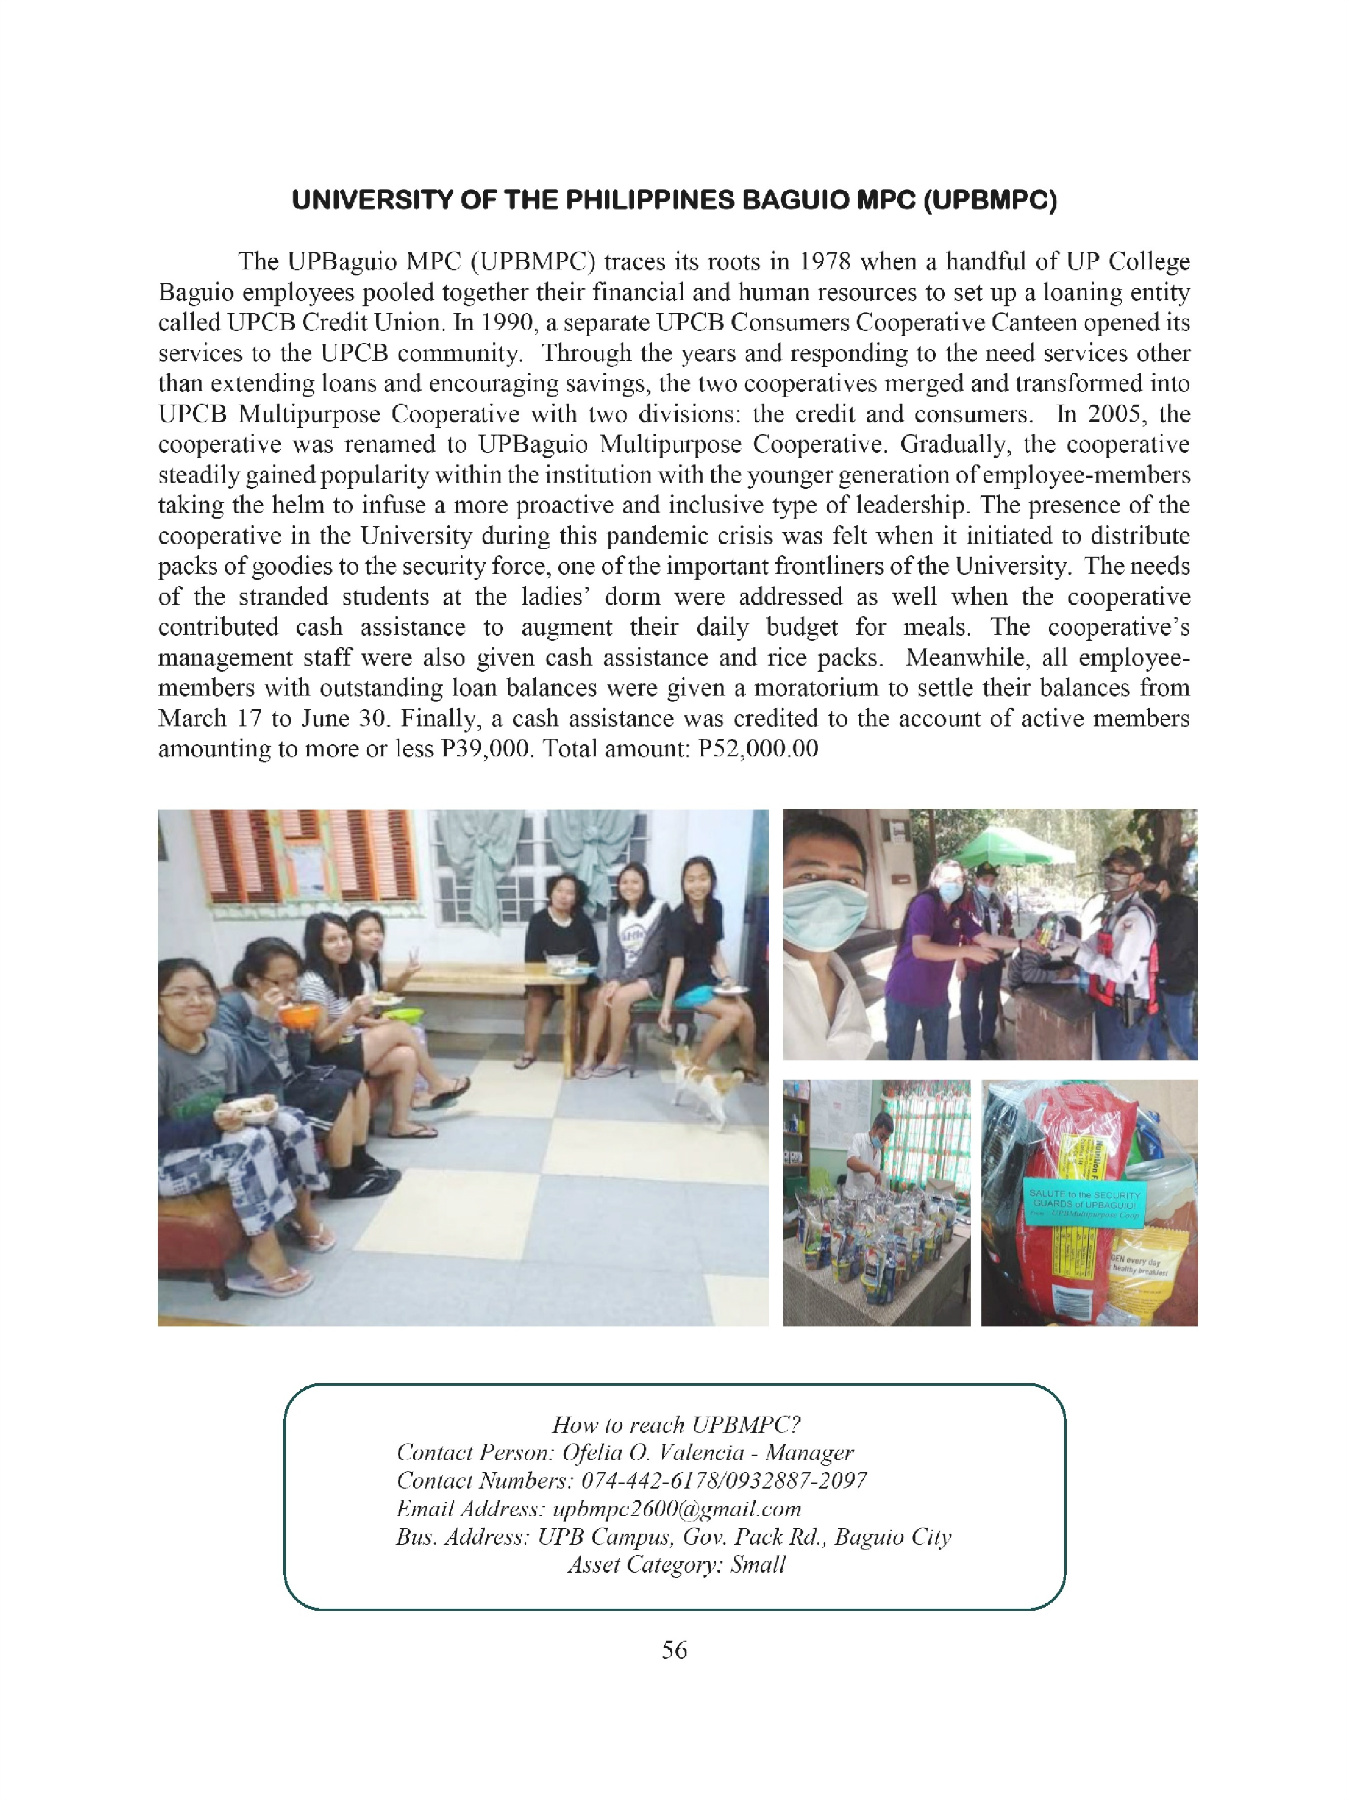 UNIVERSITY OF THE PHILIPPINES BAGUIO MPC (UPBMPC)
The UPBaguio MPC (UPBMPC) traces its roots in 1978 when a handful of UP College
Baguio employees pooled together their financial and human resources to set up a loaning entity
called UPCB Credit Union. In 1990, a separate UPCB Consumers Cooperative Canteen opened its
services to the UPCB community. Through the years and responding to the need services other
than extending loans and encouraging savings, the two cooperatives merged and transformed into
UPCB Multipurpose Cooperative with two divisions: the credit and consumers. In 2005, the
cooperative was renamed to UPBaguio Multipurpose Cooperative. Gradually, the cooperative
steadily gained popularity within the institution with the younger generation of employee-members
taking the helm to infuse a more proactive and inclusive type of leadership. The presence of the
cooperative in the University during this pandemic crisis was felt when it initiated to distribute
packs of goodies to the security force, one of the important frontliners of the University. The needs
of the stranded students at the ladies’ dorm were addressed as well when the cooperative
contributed cash assistance to augment their daily budget for meals. The cooperative’s
management staff were also given cash assistance and rice packs. Meanwhile, all employee-
members with outstanding loan balances were given a moratorium to settle their balances from
March 17 to June 30. Finally, a cash assistance was credited to the account of active members
amounting to more or less P39,000. Total amount: P52,000.00
SALUTE to the SECURITY
GUARDS of UPBAGUIO!
UPBMultipurpose Coop
every day
healthy breakfast
How to reach UPBMPC?
Contact Person: Ofelia O. Valencia - Manager
Contact Numbers: 074-442-6178/0932887-2097
Email Address: upbmpc2600@gmail.com
Bus. Address: UPB Campus, Gov. Pack Rd., Baguio City
Asset Category: Small
56